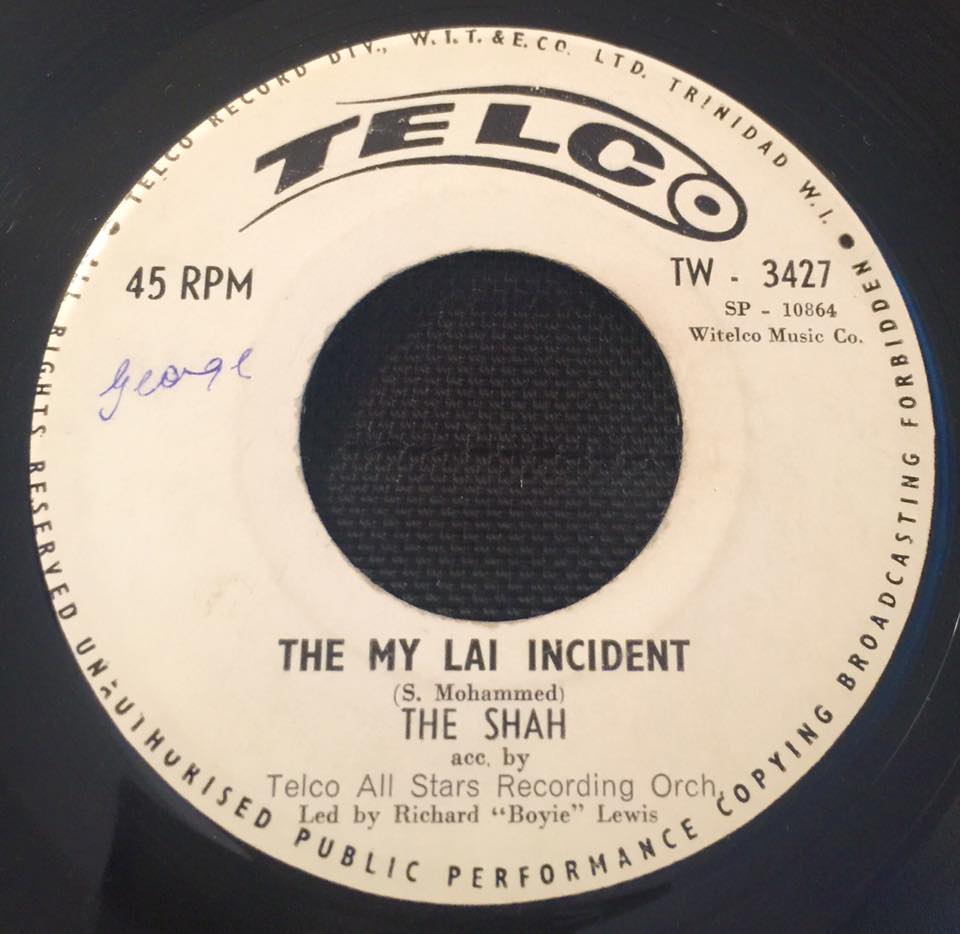 TELCO RECORD DIV., W.I.T. & E. CO. LTD. TRINIDAD W.I.
TELCO
45 RPM
TW - 3427
SP - 10864
Witelco Music Co.
George
THE MY LAI INCIDENT
(S. Mohammed)
THE SHAH
acc. by
Telco All Stars Recording Orch.
Led by Richard “Boyie” Lewis
ALL RIGHTS RESERVED UNAUTHORISED PUBLIC PERFORMANCE COPYING BROADCASTING FORBIDDEN